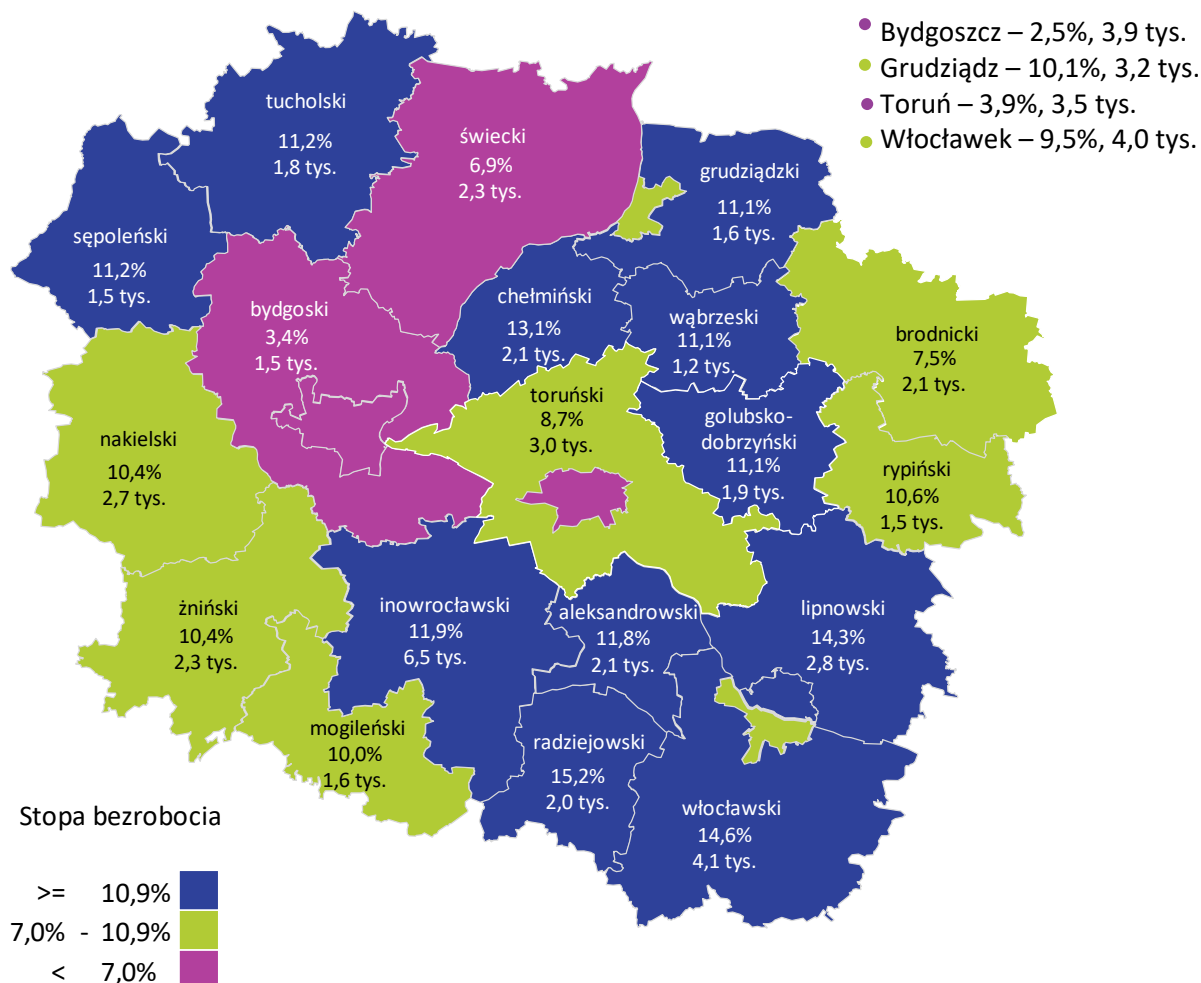 Bydgoszcz – 2,5%, 3,9 tys.
Grudziądz – 10,1%, 3,2 tys.
Toruń – 3,9%, 3,5 tys.
Włocławek – 9,5%, 4,0 tys.
tucholski
11,2%
1,8 tys.
świecki
6,9%
2,3 tys.
grudziądzki
11,1%
1,6 tys.
sępoleński
11,2%
1,5 tys.
bydgoski
3,4%
1,5 tys.
chełmiński
13,1%
2,1 tys.
wąbrzeski
11,1%
1,2 tys.
brodnicki
7,5%
2,1 tys.
toruński
8,7%
3,0 tys.
golubsko-
dobrzyński
11,1%
1,9 tys.
nakielski
10,4%
2,7 tys.
rypiński
10,6%
1,5 tys.
żniński
10,4%
2,3 tys.
inowrocławski
11,9%
6,5 tys.
aleksandrowski
11,8%
2,1 tys.
lipnowski
14,3%
2,8 tys.
mogileński
10,0%
1,6 tys.
radziejowski
15,2%
2,0 tys.
włocławski
14,6%
4,1 tys.
Stopa bezrobocia
>= 10,9%
7,0% - 10,9%
< 7,0%